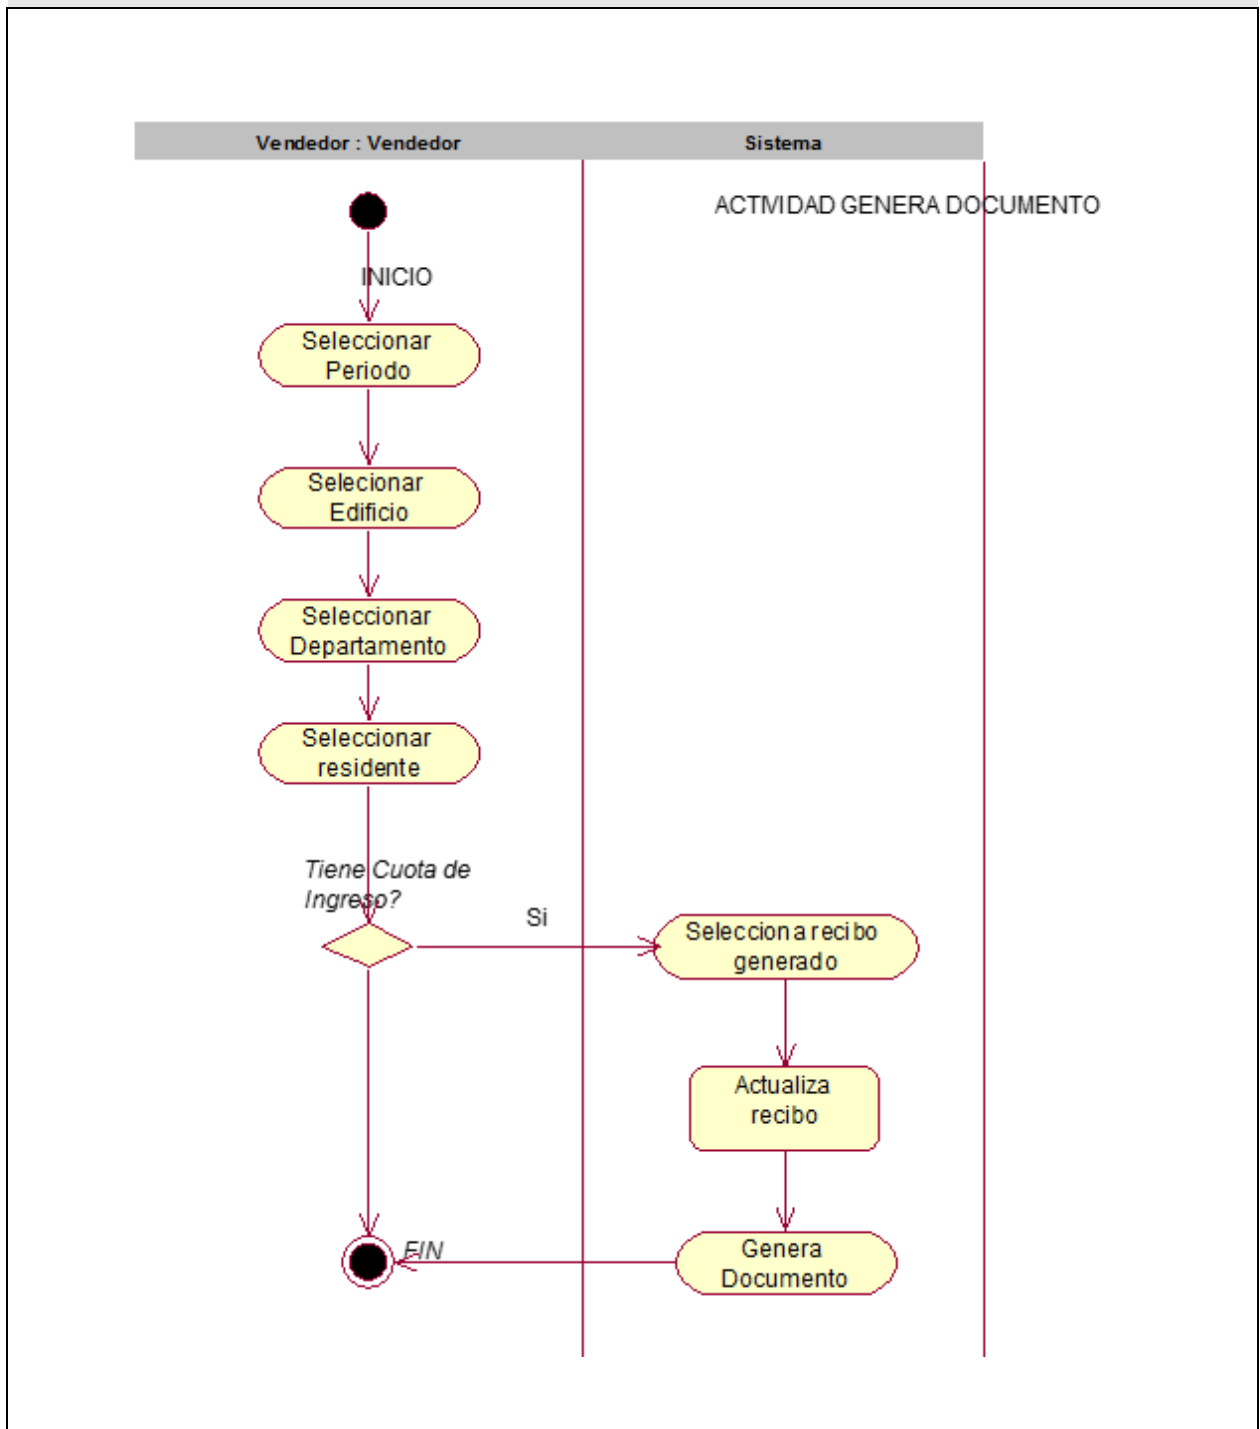 Vendedor : Vendedor
Sistema
ACTIVIDAD GENERA DOCUMENTO
INICIO
Seleccionar
Periodo
Selecionar
Edificio
Seleccionar
Departamento
Seleccionar
residente
Tiene Cuota de
Ingreso?
Si
Selecciona recibo
generado
Actualiza
recibo
FIN
Genera
Documento